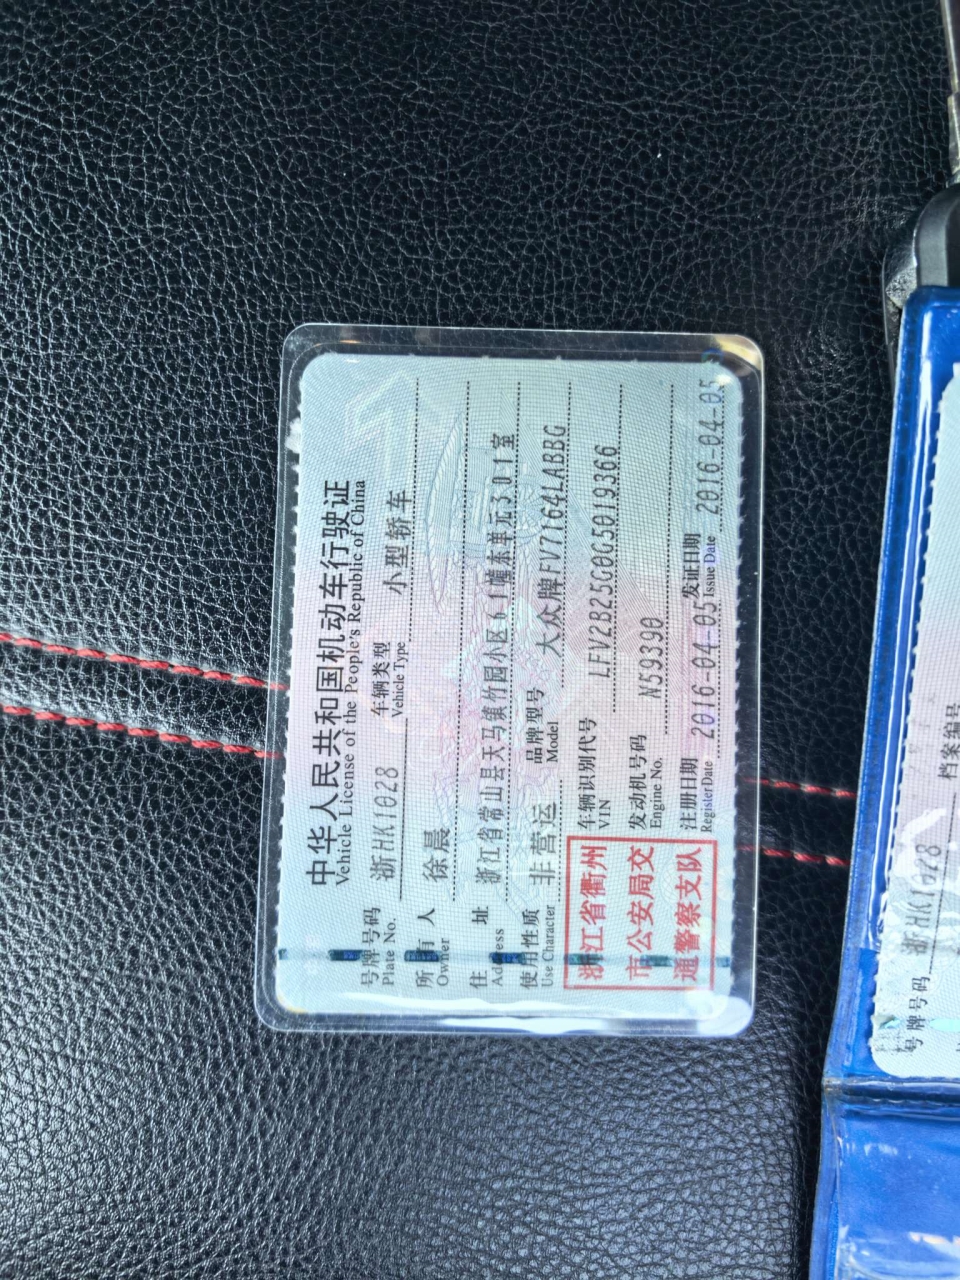 中华人民共和国机动车行驶证
Vehicle License of the People's Republic of China
号牌号码 浙HK1028 车辆类型 小型轿车
Plate No. Vehicle Type
所有人 徐晨
Owner
住址 浙江省常山县天马镇竹园小区61幢东单元301室
Address
使用性质 非营运 品牌型号 大众牌FV7164LABBG
Use Character Model
浙江省衢州
市公安局交
通警察支队
车辆识别代号 LFV2B25G0G5019366
VIN
发动机号码 N59390
Engine No.
注册日期 2016-04-05 发证日期 2016-04-05
Register Date Issue Date
号牌号码 浙HK1028 档案编号